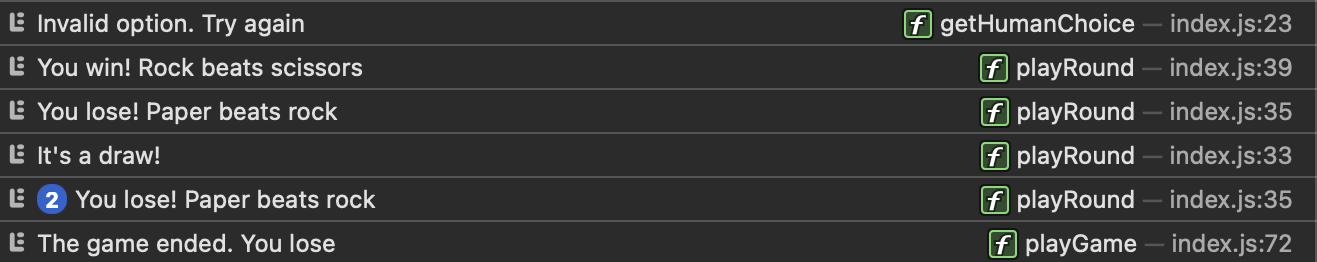 Invalid option. Try again f getHumanChoice — index.js:23
You win! Rock beats scissors f playRound — index.js:39
You lose! Paper beats rock f playRound — index.js:35
It's a draw! f playRound — index.js:33
2 You lose! Paper beats rock f playRound — index.js:35
The game ended. You lose f playGame — index.js:72